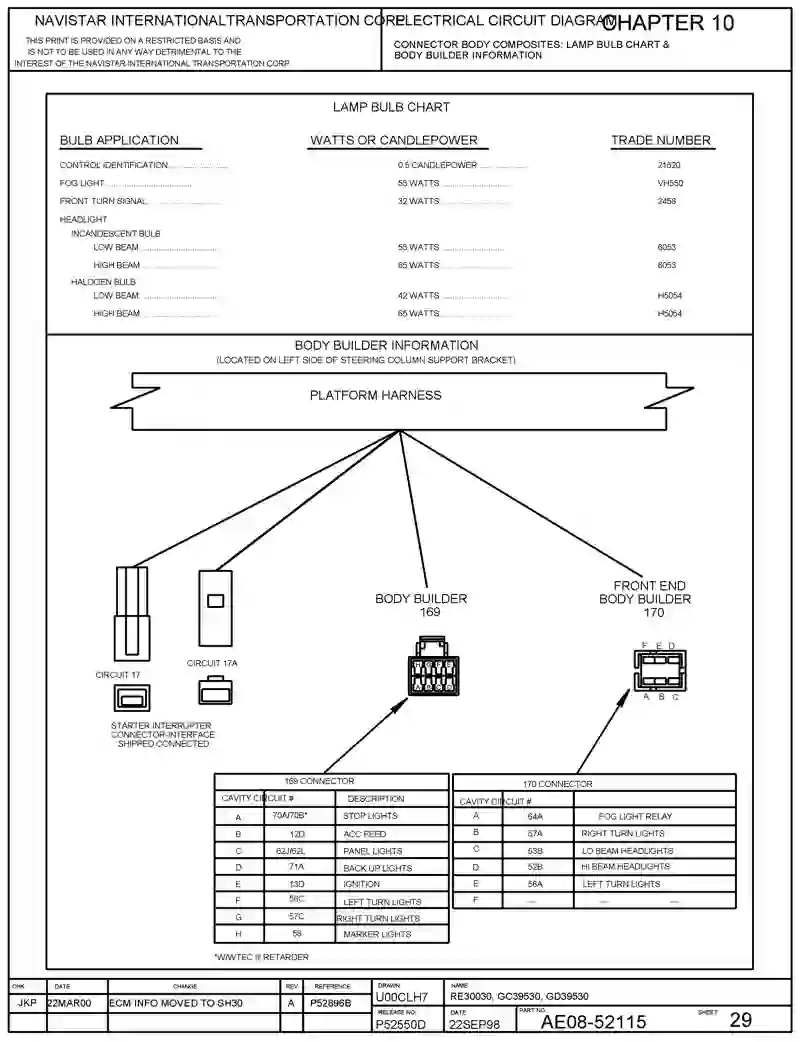 NAVISTAR INTERNATIONALTRANSPORTATION CORP.
THIS PRINT IS PROVIDED ON A RESTRICTED BASIS AND
IS NOT TO BE USED IN ANY WAY DETRIMENTAL TO THE
INTEREST OF THE NAVISTAR INTERNATIONAL TRANSPORTATION CORP
ELECTRICAL CIRCUIT DIAGRAM
CHAPTER 10
CONNECTOR BODY COMPOSITES: LAMP BULB CHART &
BODY BUILDER INFORMATION
LAMP BULB CHART
BULB APPLICATION WATTS OR CANDLEPOWER TRADE NUMBER
CONTROL IDENTIFICATION 0.5 CANDLEPOWER 21820
FOG LIGHT 55 WATTS VH550
FRONT TURN SIGNAL 32 WATTS 2458
HEADLIGHT
INCANDESCENT BULB
LOW BEAM 55 WATTS 6053
HIGH BEAM 65 WATTS 6053
HALOCIEN BULB
LOW BEAM 42 WATTS H5054
HIGH BEAM 65 WATTS H5054
BODY BUILDER INFORMATION
(LOCATED ON LEFT SIDE OF STEERING COLUMN SUPPORT BRACKET)
PLATFORM HARNESS
CIRCUIT 17
CIRCUIT 17A
STARTER INTERRUPTER
CONNECTOR-INTERFACE
SHIPPED CONNECTED
BODY BUILDER
169
H G F E
A B C D
FRONT END
BODY BUILDER
170
F E D
A B C
169 CONNECTOR
CAVITY CIRCUIT # DESCRIPTION
A 70A/70B* STOP LIGHTS
B 12D ACC FEED
C 62J/62L PANEL LIGHTS
D 71A BACK UP LIGHTS
E 13D IGNITION
F 56C LEFT TURN LIGHTS
G 57C RIGHT TURN LIGHTS
H 58 MARKER LIGHTS
*W/WTEC III RETARDER
170 CONNECTOR
CAVITY CIRCUIT #
A 64A FOG LIGHT RELAY
B 57A RIGHT TURN LIGHTS
C 53B LO BEAM HEADLIGHTS
D 52B HI BEAM HEADLIGHTS
E 56A LEFT TURN LIGHTS
F — — —
CHK DATE CHANGE REV REFERENCE
JKP 22MAR00 ECM INFO MOVED TO SH30 A P52896B
DRAWN
U00CLH7
NAME
RE30030, GC39530, GD39530
RELEASE NO.
P52550D
DATE
22SEP98
PART NO.
AE08-52115
SHEET
29